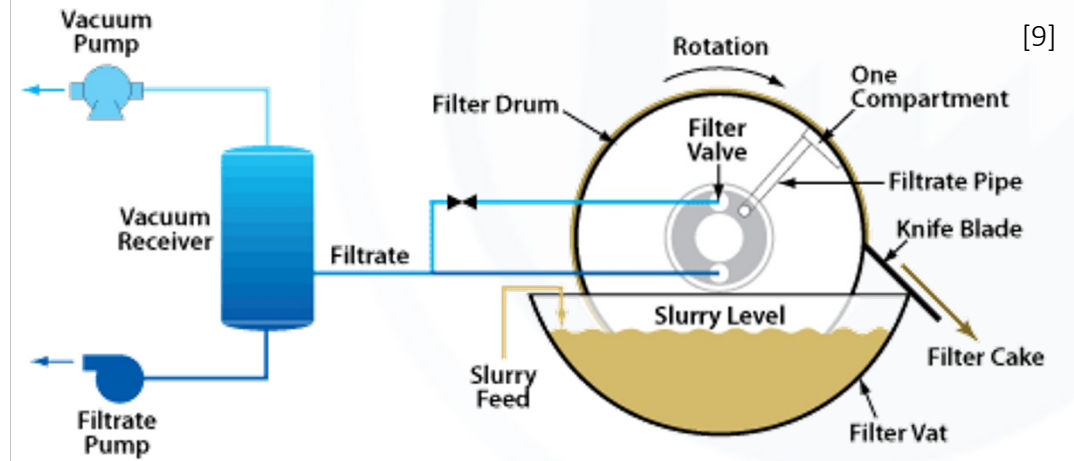 Vacuum
Pump
Rotation
[9]
One
Compartment
Filter Drum
Filter
Valve
Filtrate Pipe
Vacuum
Receiver
Knife Blade
Filtrate
Slurry Level
Slurry
Feed
Filter Cake
Filtrate
Pump
Filter Vat